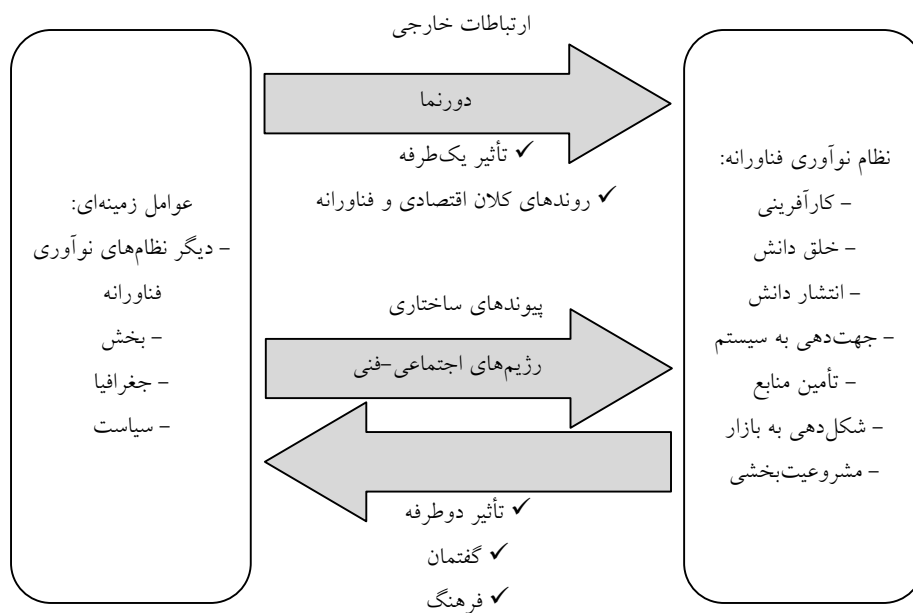 ارتباطات خارجی
دورنما
✓ تأثیر یک‌طرفه
✓ روندهای کلان اقتصادی و فناورانه
نظام نوآوری فناورانه:
– کارآفرینی
– خلق دانش
– انتشار دانش
– جهت‌دهی به سیستم
– تأمین منابع
– شکل‌دهی به بازار
– مشروعیت‌بخشی
پیوندهای ساختاری
رژیم‌های اجتماعی–فنی
✓ تأثیر دوطرفه
✓ گفتمان
✓ فرهنگ
عوامل زمینه‌ای:
– دیگر نظام‌های نوآوری
فناورانه
– بخش
– جغرافیا
– سیاست